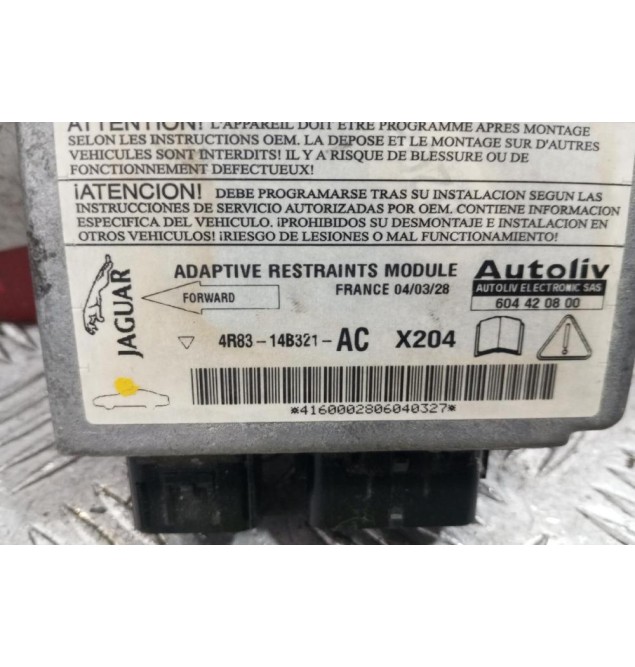 ATTENTION! L'APPAREIL DOIT ETRE PROGRAMME APRES MONTAGE
SELON LES INSTRUCTIONS OEM. LA DEPOSE ET LE MONTAGE SUR D'AUTRES
VEHICULES SONT INTERDITS! IL Y A RISQUE DE BLESSURE OU DE
FONCTIONNEMENT DEFECTUEUX!
¡ATENCION! DEBE PROGRAMARSE TRAS SU INSTALACION SEGUN LAS
INSTRUCCIONES DE SERVICIO AUTORIZADAS POR OEM. CONTIENE INFORMACION
ESPECIFICA DEL VEHICULO. ¡PROHIBIDOS SU DESMONTAJE E INSTALACION EN
OTROS VEHICULOS! ¡RIESGO DE LESIONES O MAL FUNCIONAMIENTO!
JAGUAR
FORWARD
ADAPTIVE RESTRAINTS MODULE
FRANCE 04/03/28
Autoliv
AUTOLIV ELECTRONIC SAS
604 42 08 00
4R83-14B321-AC X204
*4160002806040327*